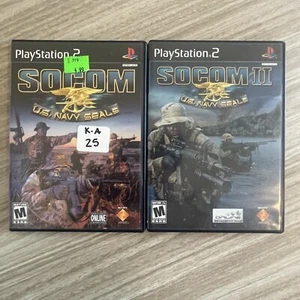 PlayStation 2
SOCOM
U.S. NAVY SEALS
K-A
25
M
ONLINE
PlayStation 2
SOCOM II
U.S. NAVY SEALS
M